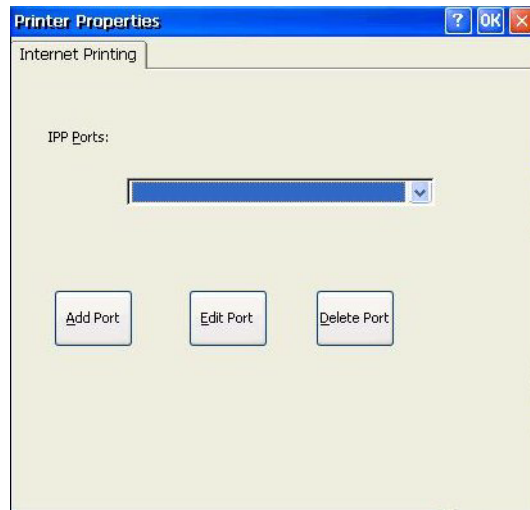 Printer Properties ? OK ×
Internet Printing
IPP Ports:
Add Port Edit Port Delete Port